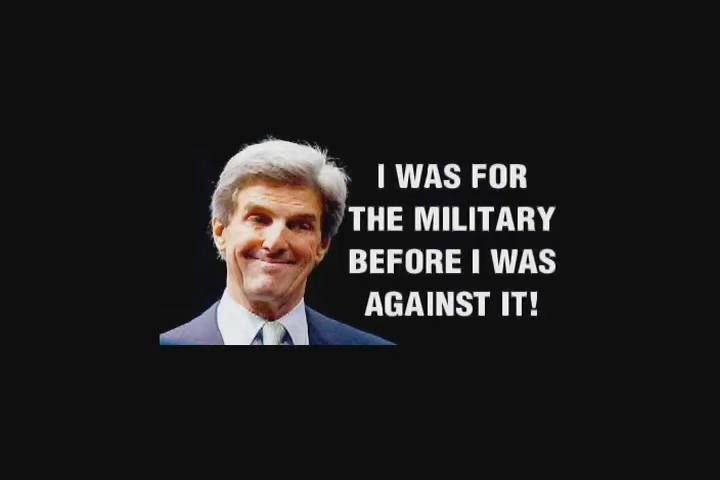 I WAS FOR
THE MILITARY
BEFORE I WAS
AGAINST IT!